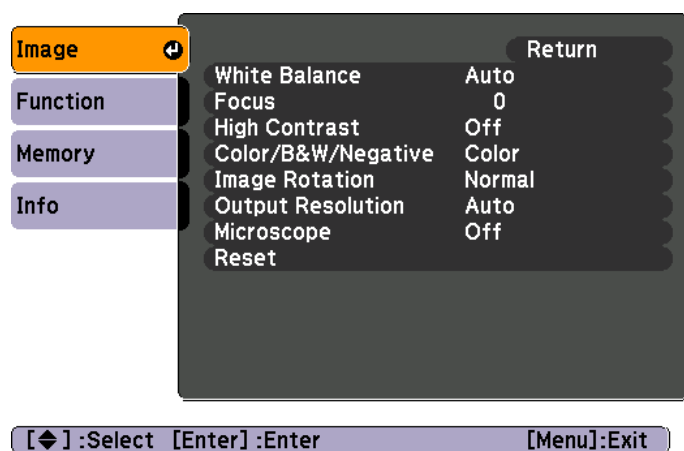 Image
Function
Memory
Info
Return
White Balance Auto
Focus 0
High Contrast Off
Color/B&W/Negative Color
Image Rotation Normal
Output Resolution Auto
Microscope Off
Reset
[◆] :Select [Enter] :Enter [Menu]:Exit